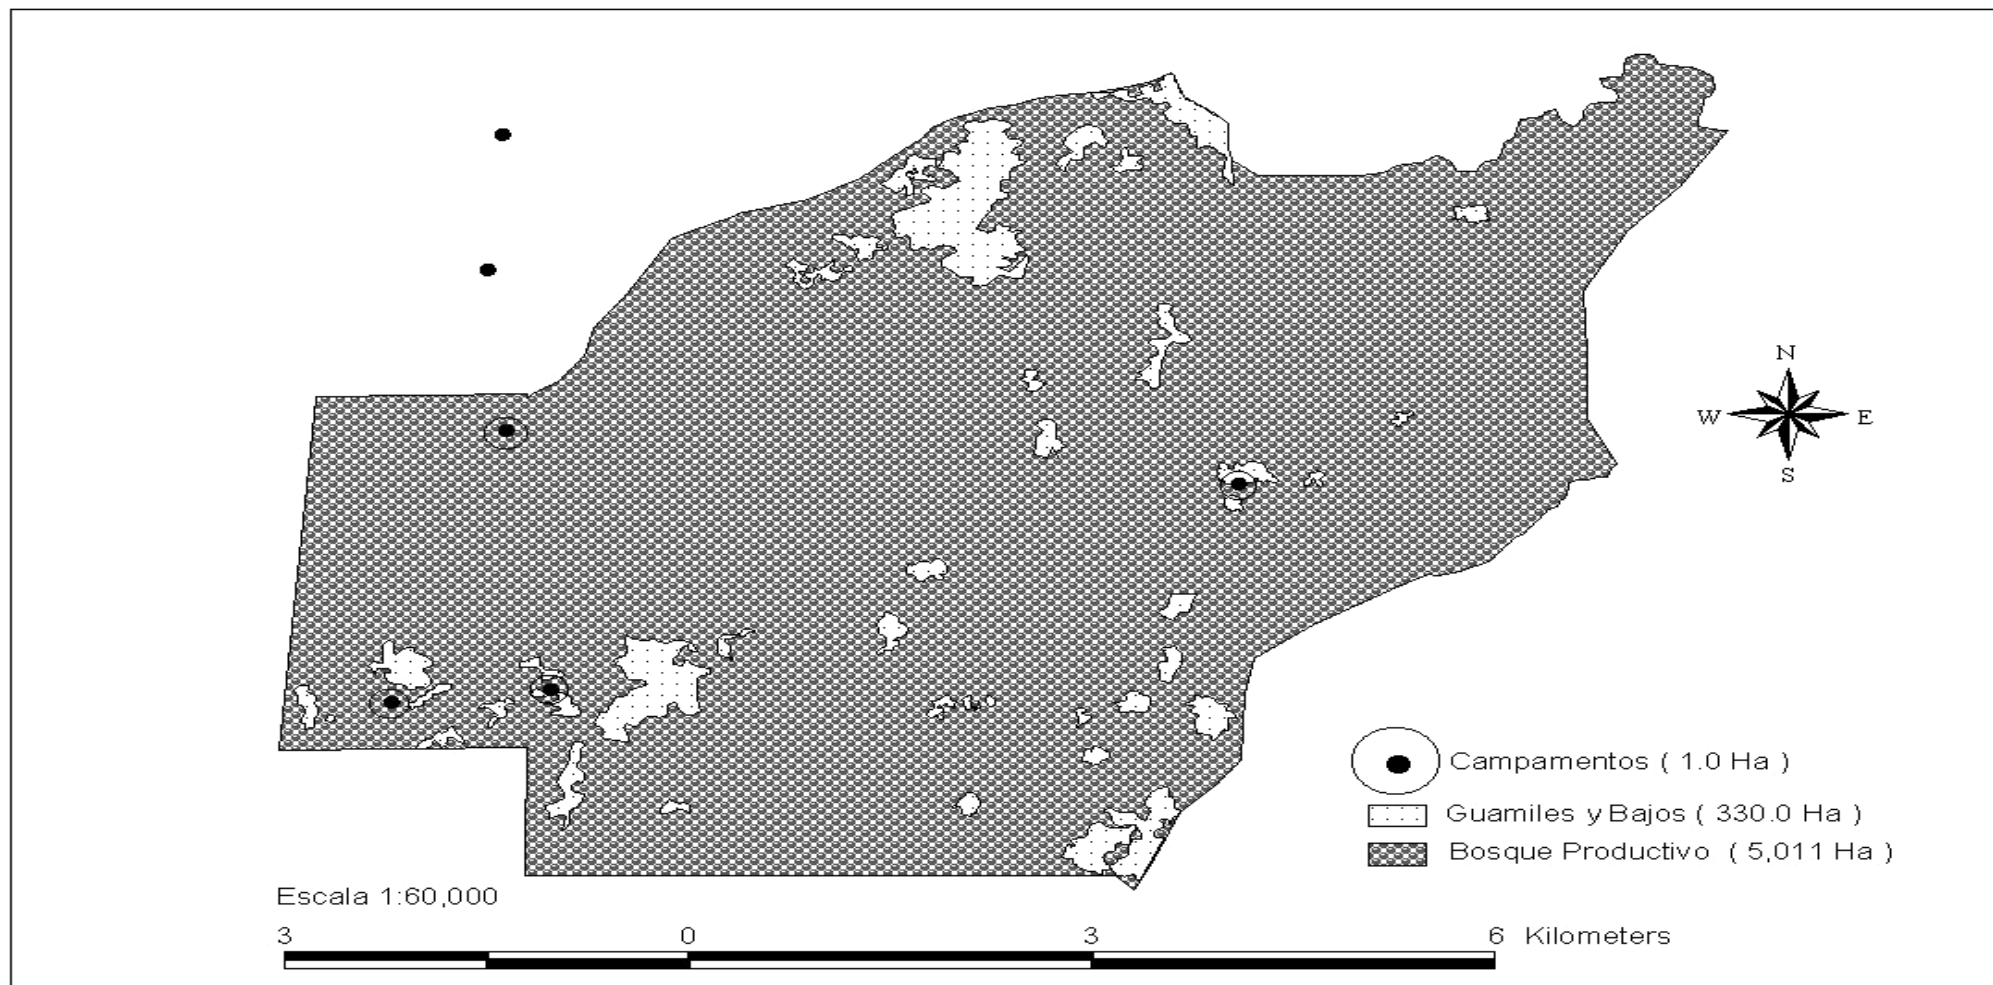 N
W E
S
Campamentos ( 1.0 Ha )
Guamiles y Bajos ( 330.0 Ha )
Bosque Productivo ( 5,011 Ha )
Escala 1:60,000
3 0 3 6 Kilometers